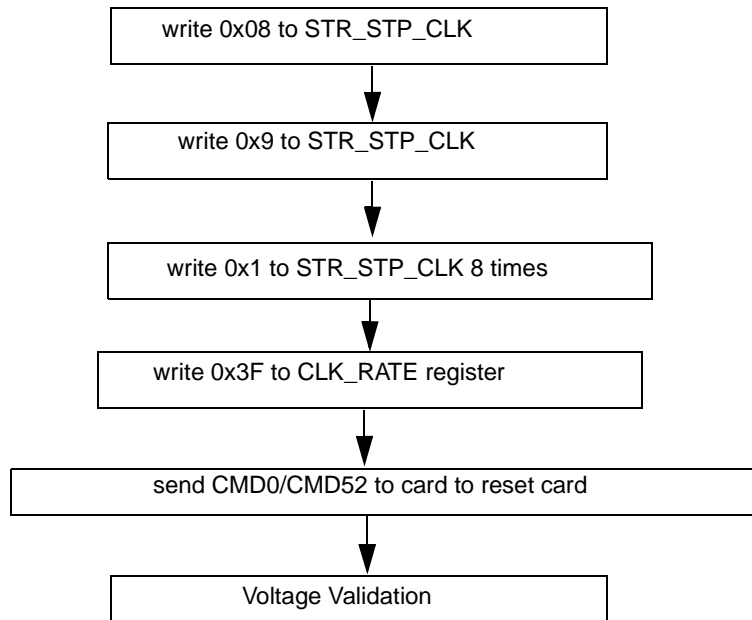 write 0x08 to STR_STP_CLK
write 0x9 to STR_STP_CLK
write 0x1 to STR_STP_CLK 8 times
write 0x3F to CLK_RATE register
send CMD0/CMD52 to card to reset card
Voltage Validation